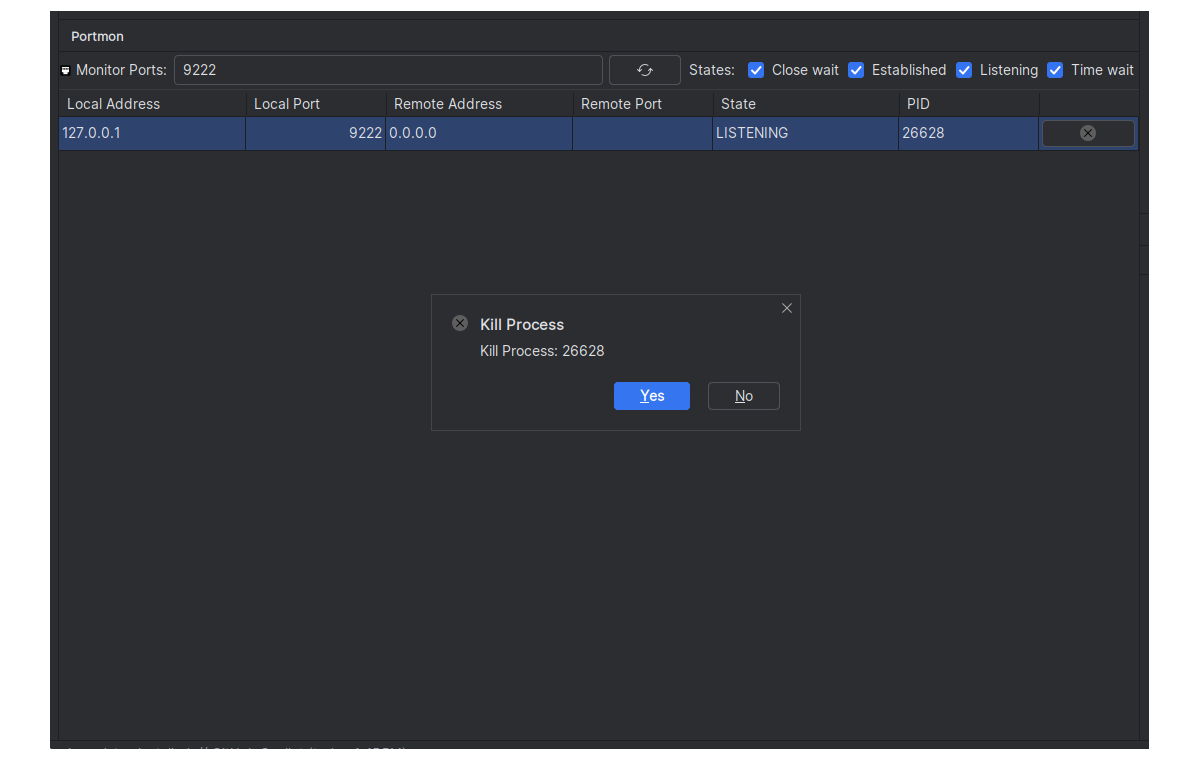 Portmon
Monitor Ports: 9222 States: Close wait Established Listening Time wait
Local Address Local Port Remote Address Remote Port State PID
127.0.0.1 9222 0.0.0.0 LISTENING 26628
Kill Process
Kill Process: 26628
Yes No